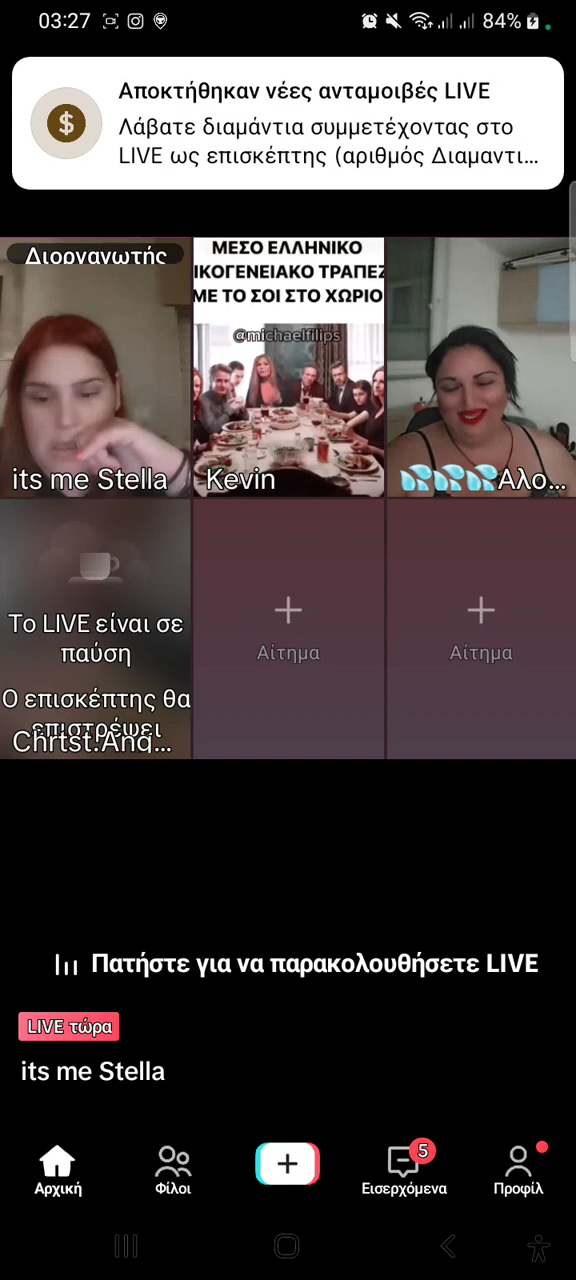 03:27
84%
Αποκτήθηκαν νέες ανταμοιβές LIVE
Λάβατε διαμάντια συμμετέχοντας στο
LIVE ως επισκέπτης (αριθμός Διαμαντι...
Διοργανωτής
its me Stella
ΜΕΣΟ ΕΛΛΗΝΙΚΟ
ΙΚΟΓΕΝΕΙΑΚΟ ΤΡΑΠΕΖ
ΜΕ ΤΟ ΣΟΙ ΣΤΟ ΧΩΡΙΟ
@michaelfilips
Kevin
💦💦💦Αλο...
Το LIVE είναι σε
παύση
Ο επισκέπτης θα
επιστρέψει
Chrtst.Ang...
Αίτημα
Αίτημα
Πατήστε για να παρακολουθήσετε LIVE
LIVE τώρα
its me Stella
5
Αρχική
Φίλοι
Εισερχόμενα
Προφίλ